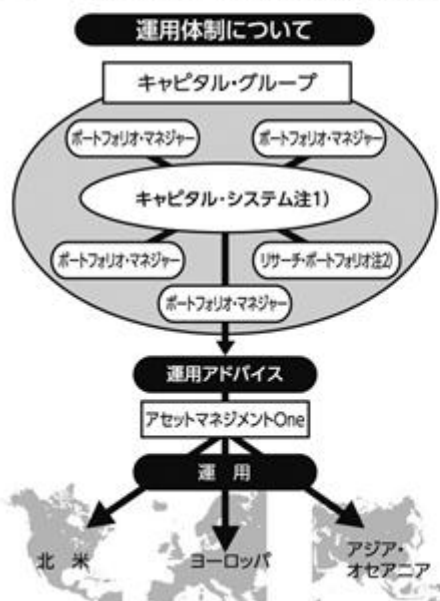 運用体制について
キャピタル・グループ
ポートフォリオ・マネジャー
ポートフォリオ・マネジャー
キャピタル・システム注1)
ポートフォリオ・マネジャー
リサーチ・ポートフォリオ注2)
ポートフォリオ・マネジャー
運用アドバイス
アセットマネジメントOne
運 用
北 米
ヨーロッパ
アジア・
オセアニア